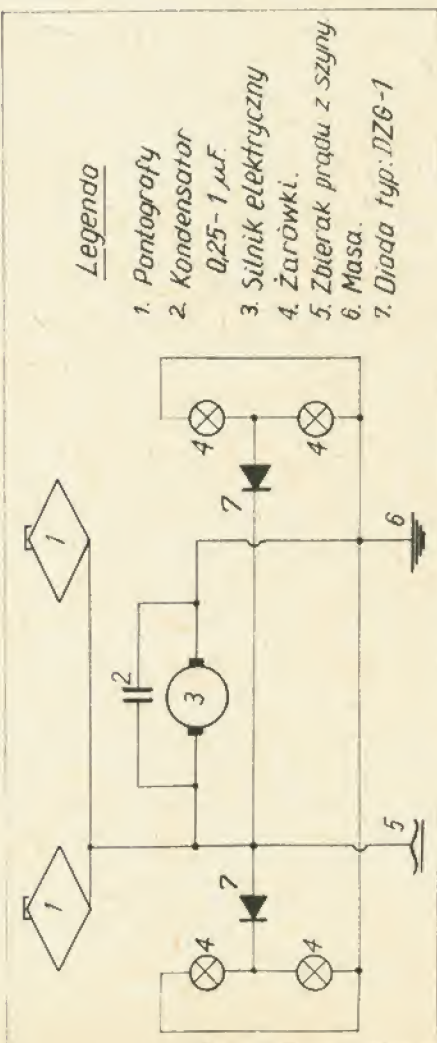 Legenda
1. Pantografy
2 Kondensator
0,25-1 μF.
3. Silnik elektryczny
4. Żarówki.
5. Zbierak prądu z szyny
6. Masa.
7. Dioda typ: DZG-1
1
1
2
3
4
4
4
4
5
6
7
7